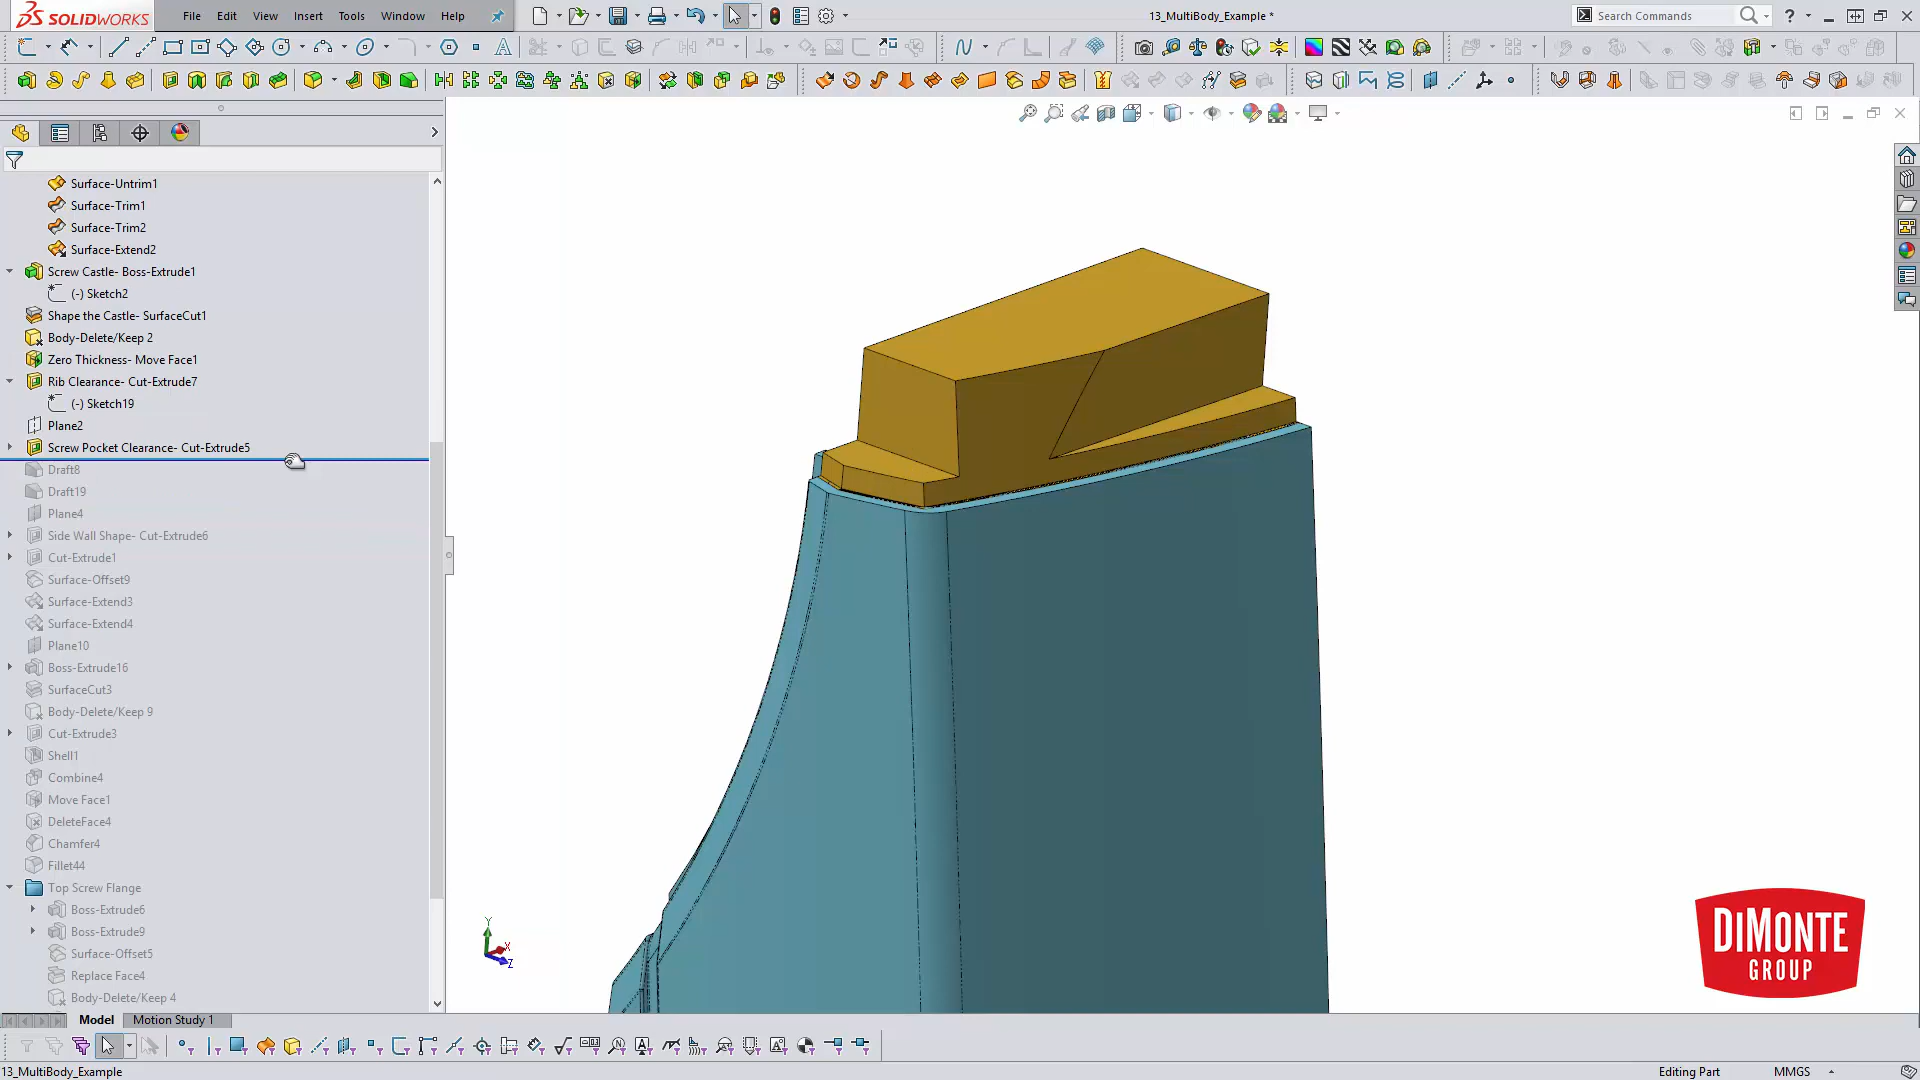 SOLIDWORKS
File Edit View Insert Tools Window Help
13_MultiBody_Example *
Search Commands
Surface-Untrim1
Surface-Trim1
Surface-Trim2
Surface-Extend2
Screw Castle- Boss-Extrude1
(-) Sketch2
Shape the Castle- SurfaceCut1
Body-Delete/Keep 2
Zero Thickness- Move Face1
Rib Clearance- Cut-Extrude7
(-) Sketch19
Plane2
Screw Pocket Clearance- Cut-Extrude5
Draft8
Draft19
Plane4
Side Wall Shape- Cut-Extrude6
Cut-Extrude1
Surface-Offset9
Surface-Extend3
Surface-Extend4
Plane10
Boss-Extrude16
SurfaceCut3
Body-Delete/Keep 9
Cut-Extrude3
Shell1
Combine4
Move Face1
DeleteFace4
Chamfer4
Fillet44
Top Screw Flange
Boss-Extrude6
Boss-Extrude9
Surface-Offset5
Replace Face4
Body-Delete/Keep 4
Y
X
Z
DiMONTE
GROUP
Model Motion Study 1
13_MultiBody_Example
Editing Part
MMGS